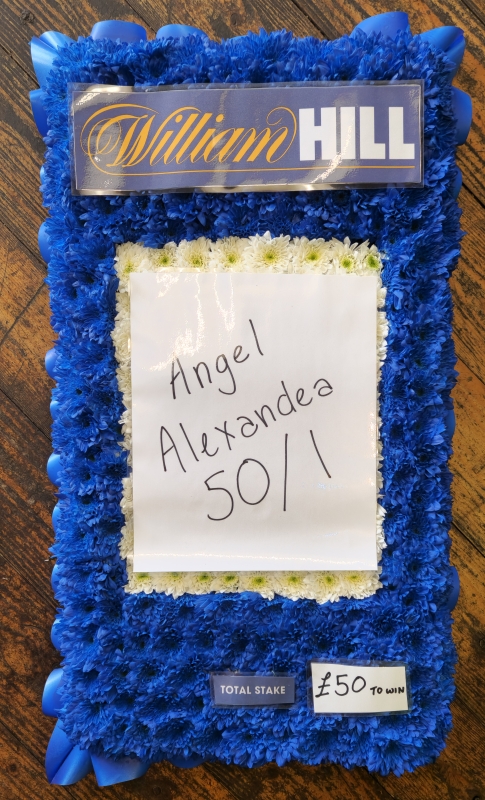 William HILL
Angel
Alexandea
50/1
TOTAL STAKE
£50 TO WIN